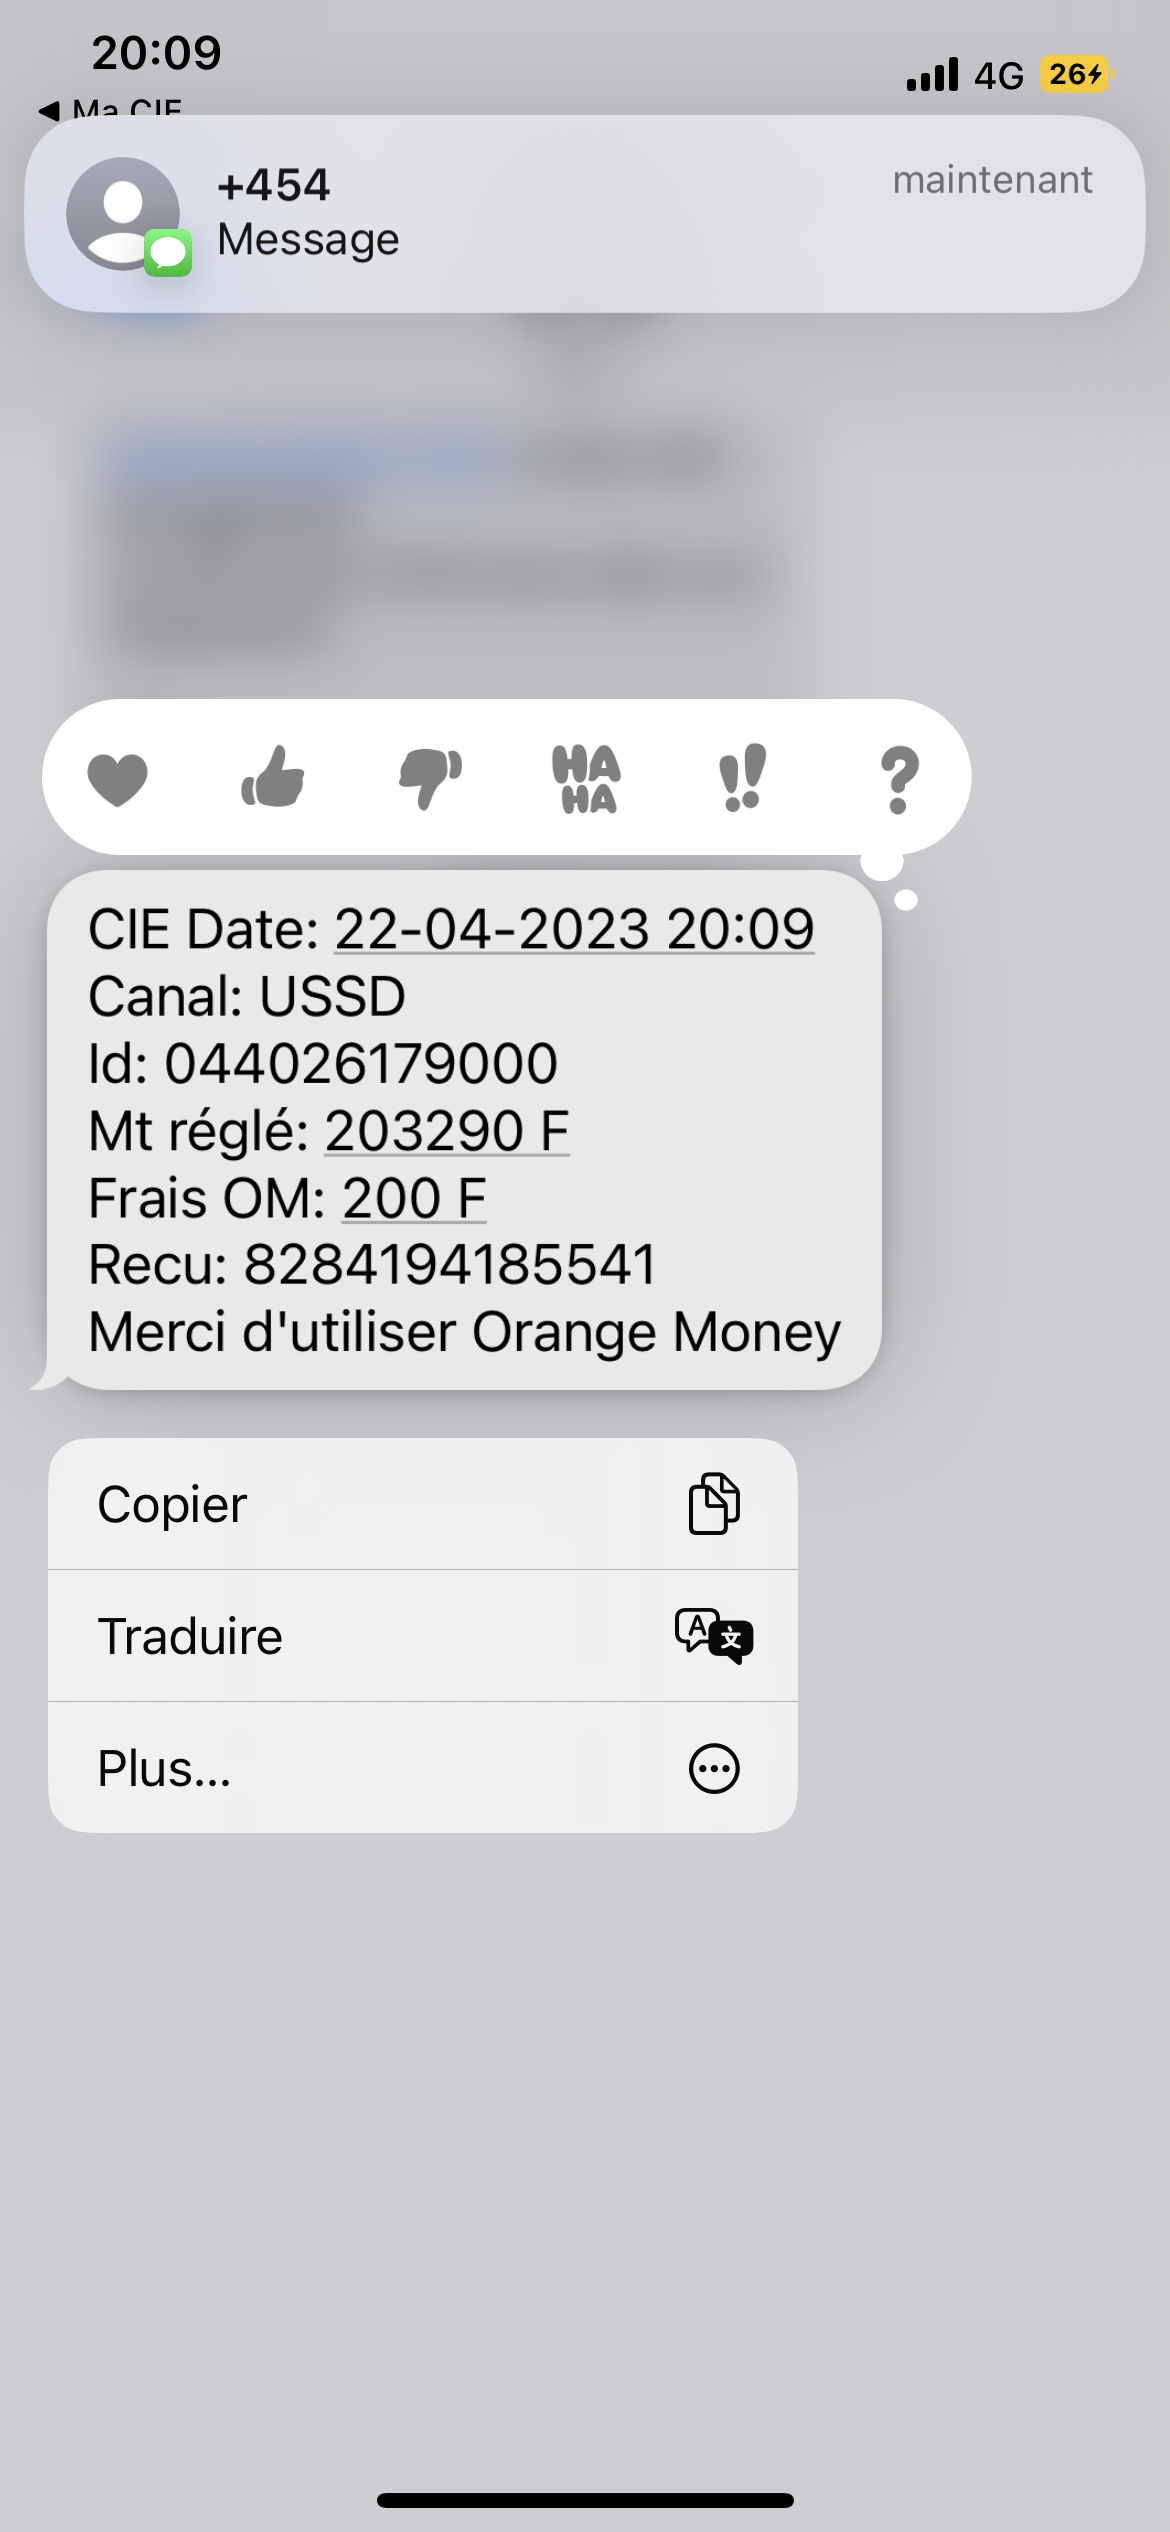 20:09
4G
26
Ma CIE
+454
maintenant
Message
HA
HA
!!
?
CIE Date: 22-04-2023 20:09
Canal: USSD
Id: 044026179000
Mt réglé: 203290 F
Frais OM: 200 F
Recu: 8284194185541
Merci d'utiliser Orange Money
Copier
Traduire
A 文
Plus...